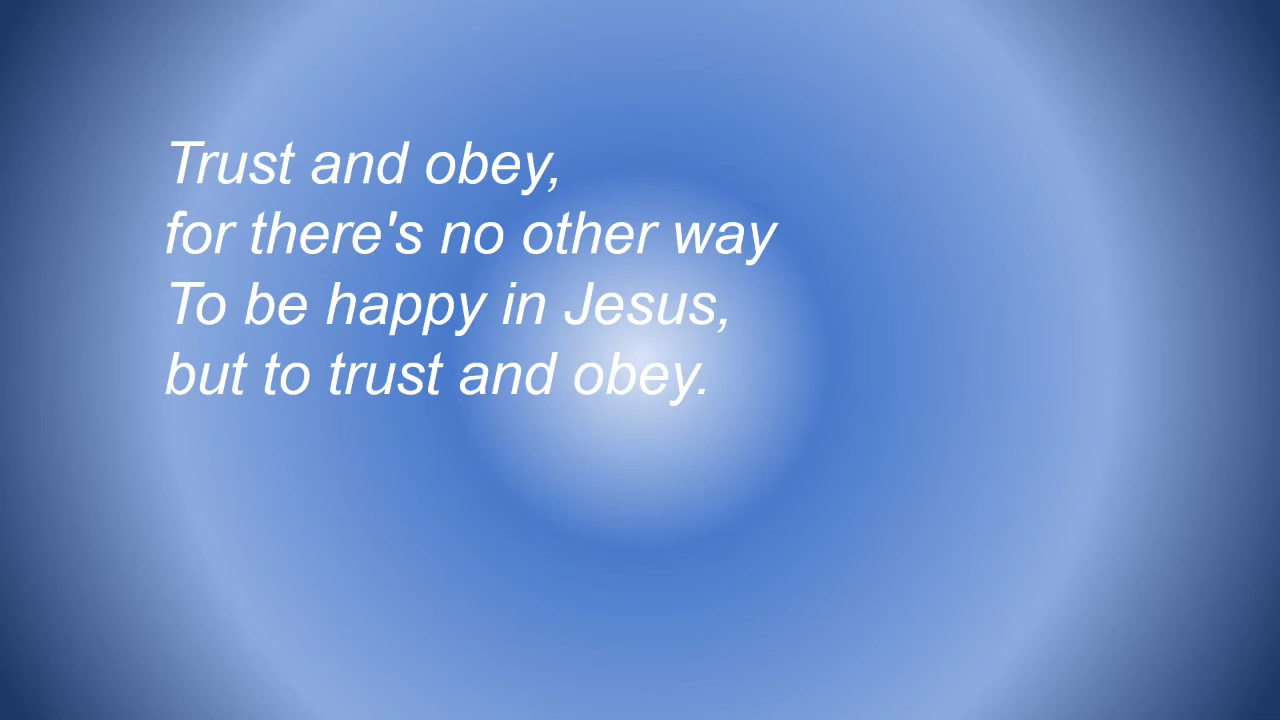 Trust and obey,
for there's no other way
To be happy in Jesus,
but to trust and obey.